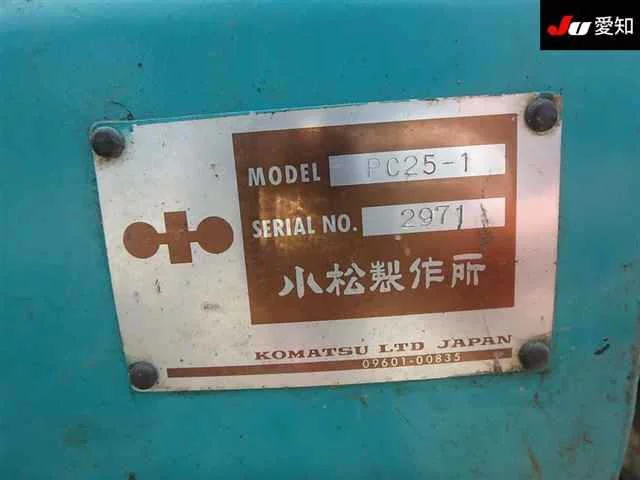 JU 愛知
MODEL PC25-1
SERIAL NO. 2971
小松製作所
KOMATSU LTD JAPAN
09601-00835